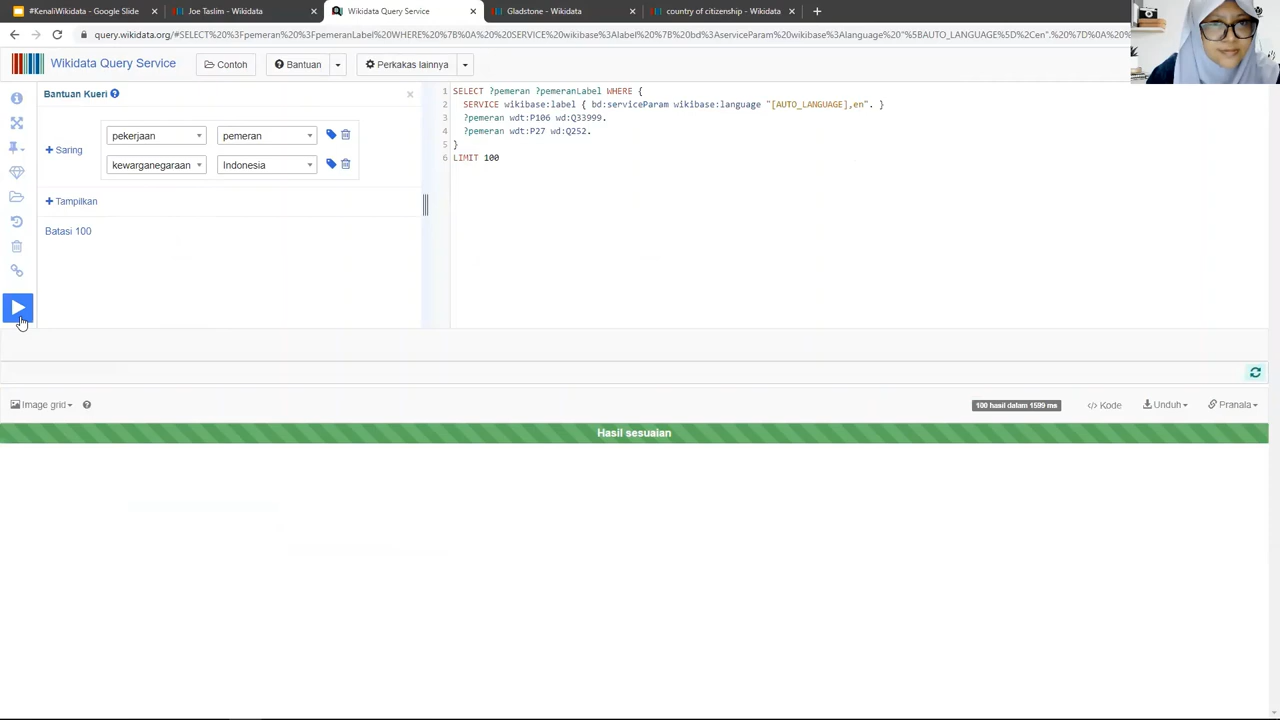 #KenaliWikidata - Google Slide
Joe Taslim - Wikidata
Wikidata Query Service
Gladstone - Wikidata
country of citizenship - Wikidata
query.wikidata.org/#SELECT%20%3Fpemeran%20%3FpemeranLabel%20WHERE%20%7B%0A%20%20SERVICE%20wikibase%3Alabel%20%7B%20bd%3AserviceParam%20wikibase%3Alanguage%20"%5BAUTO_LANGUAGE%5D%2Cen".%20%7D%0A%20%
Wikidata Query Service
Contoh
Bantuan
Perkakas lainnya
Bantuan Kueri
+ Saring
pekerjaan
pemeran
kewarganegaraan
Indonesia
+ Tampilkan
Batasi 100
1 SELECT ?pemeran ?pemeranLabel WHERE {
2 SERVICE wikibase:label { bd:serviceParam wikibase:language "[AUTO_LANGUAGE],en". }
3 ?pemeran wdt:P106 wd:Q33999.
4 ?pemeran wdt:P27 wd:Q252.
5 }
6 LIMIT 100
Image grid
100 hasil dalam 1599 ms
</> Kode
Unduh
Pranala
Hasil sesuaian